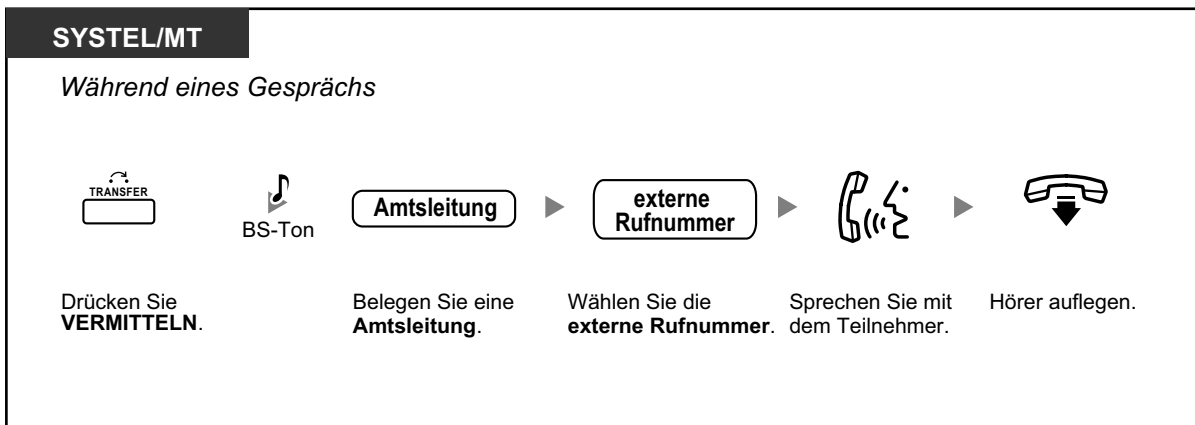 SYSTEL/MT
Während eines Gesprächs
TRANSFER
BS-Ton
Amtsleitung
externe
Rufnummer
Drücken Sie
VERMITTELN.
Belegen Sie eine
Amtsleitung.
Wählen Sie die
externe Rufnummer.
Sprechen Sie mit
dem Teilnehmer.
Hörer auflegen.